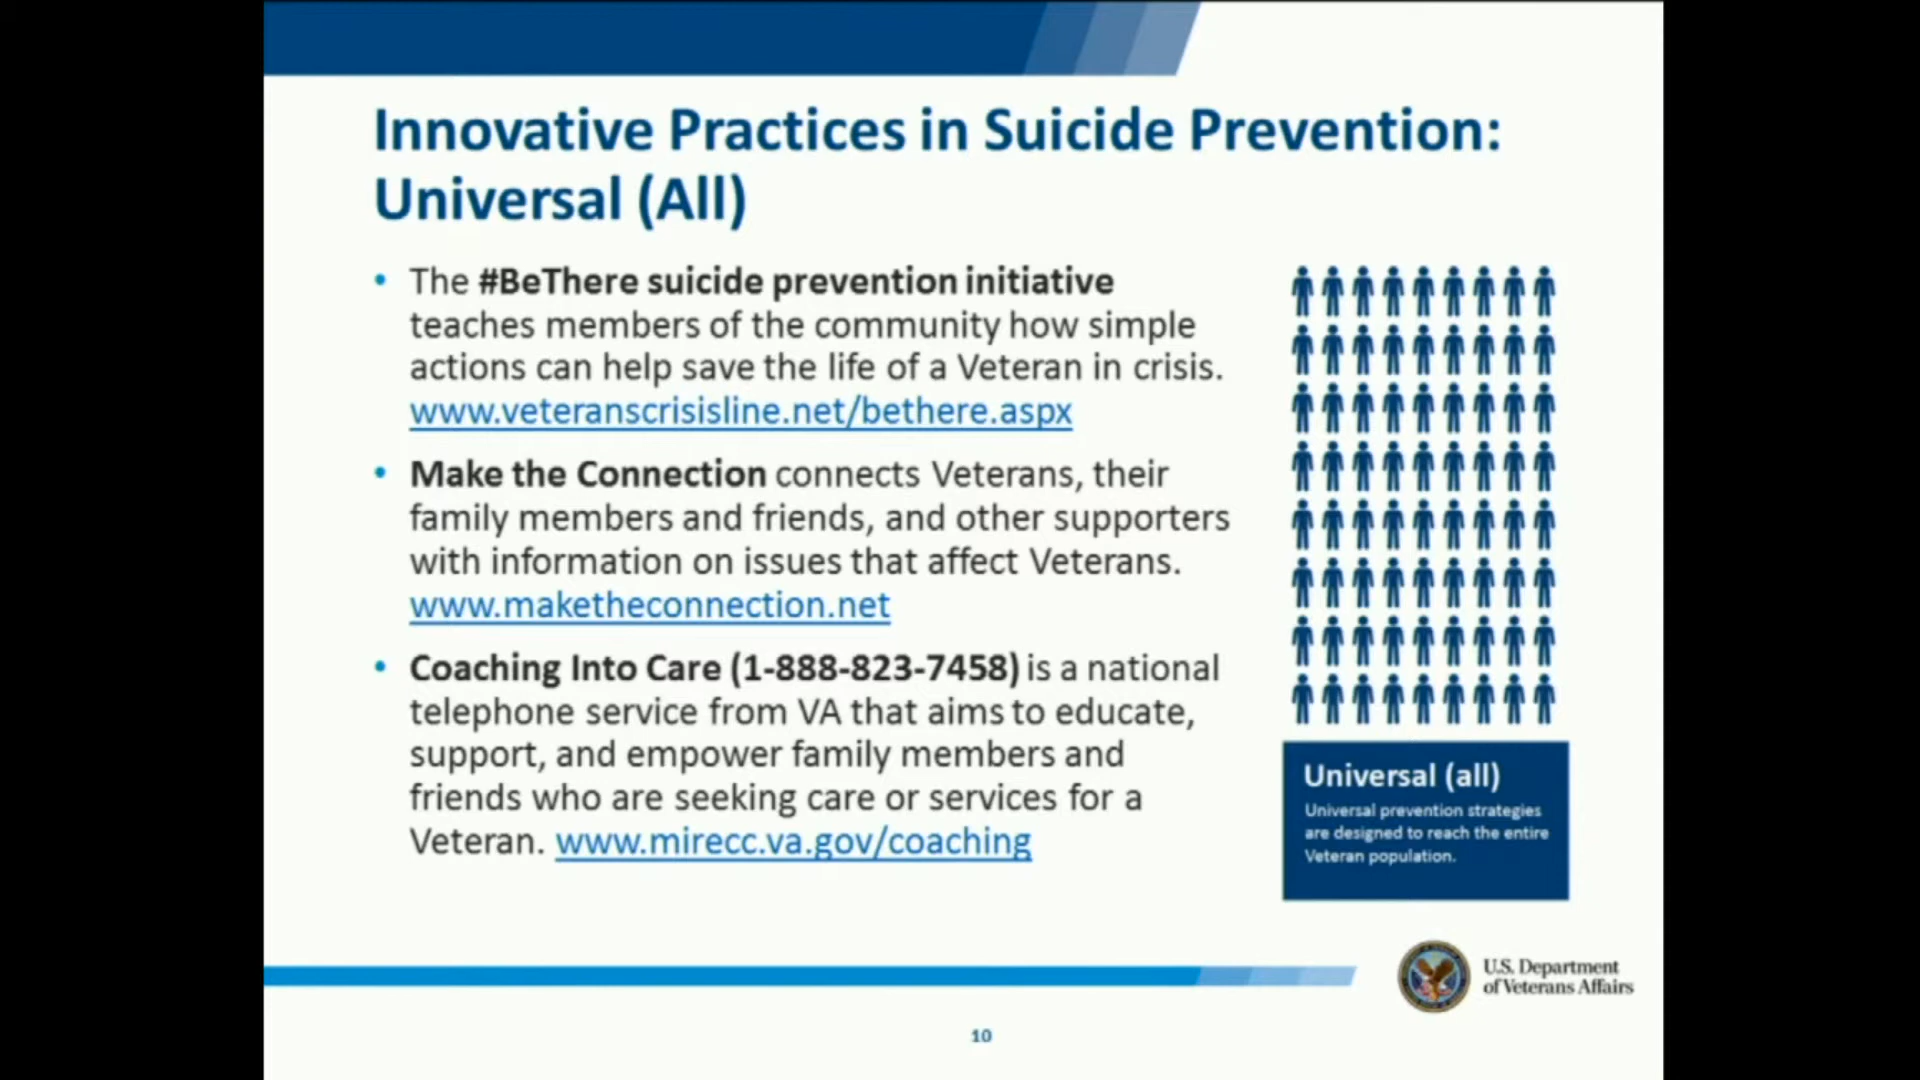 Innovative Practices in Suicide Prevention:
Universal (All)
• The #BeThere suicide prevention initiative
teaches members of the community how simple
actions can help save the life of a Veteran in crisis.
www.veteranscrisisline.net/bethere.aspx
• Make the Connection connects Veterans, their
family members and friends, and other supporters
with information on issues that affect Veterans.
www.maketheconnection.net
• Coaching Into Care (1-888-823-7458) is a national
telephone service from VA that aims to educate,
support, and empower family members and
friends who are seeking care or services for a
Veteran. www.mirecc.va.gov/coaching
Universal (all)
Universal prevention strategies
are designed to reach the entire
Veteran population.
U.S. Department
of Veterans Affairs
10